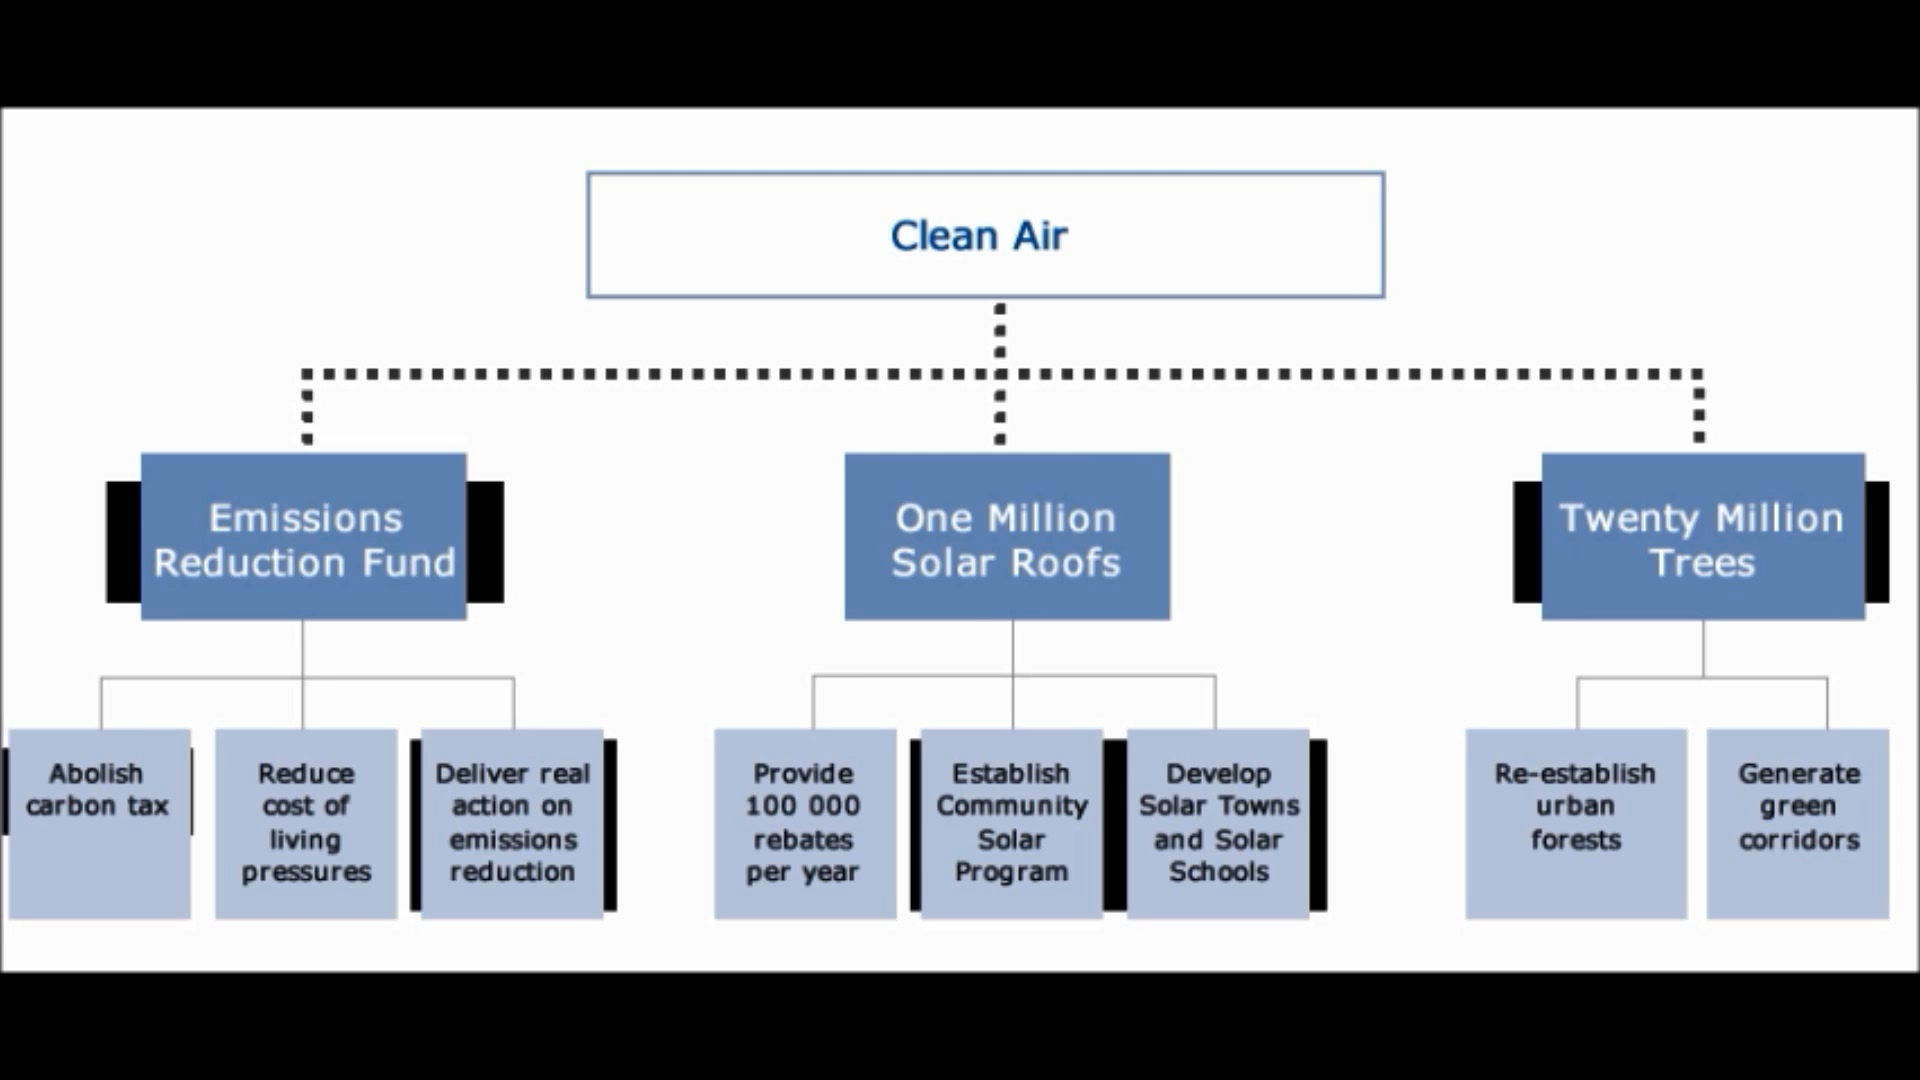 Clean Air
Emissions
Reduction Fund
One Million
Solar Roofs
Twenty Million
Trees
Abolish
carbon tax
Reduce
cost of
living
pressures
Deliver real
action on
emissions
reduction
Provide
100 000
rebates
per year
Establish
Community
Solar
Program
Develop
Solar Towns
and Solar
Schools
Re-establish
urban
forests
Generate
green
corridors